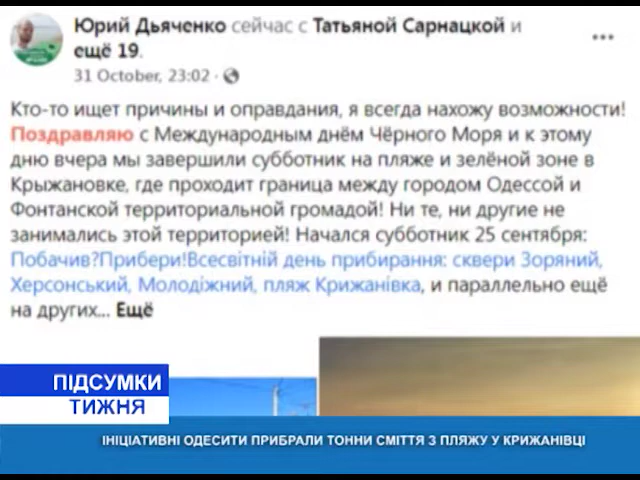 Юрий Дьяченко сейчас с Татьяной Сарнацкой и
ещё 19.
31 October, 23:02 ·
Кто-то ищет причины и оправдания, я всегда нахожу возможности!
Поздравляю с Международным днём Чёрного Моря и к этому
дню вчера мы завершили субботник на пляже и зелёной зоне в
Крыжановке, где проходит граница между городом Одессой и
Фонтанской территориальной громадой! Ни те, ни другие не
занимались этой территорией! Начался субботник 25 сентября:
Побачив?Прибери!Всесвітній день прибирання: сквери Зоряний,
Херсонський, Молодіжний, пляж Крижанівка, и параллельно ещё
на других... Ещё
ПІДСУМКИ
ТИЖНЯ
ІНІЦІАТИВНІ ОДЕСИТИ ПРИБРАЛИ ТОННИ СМІТТЯ З ПЛЯЖУ У КРИЖАНІВЦІ